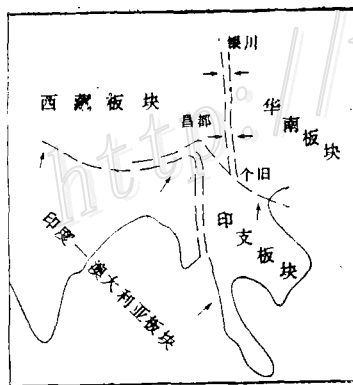 银川
西藏板块
昌都
华南板块
个旧
印支板块
印度—澳大利亚板块
http://